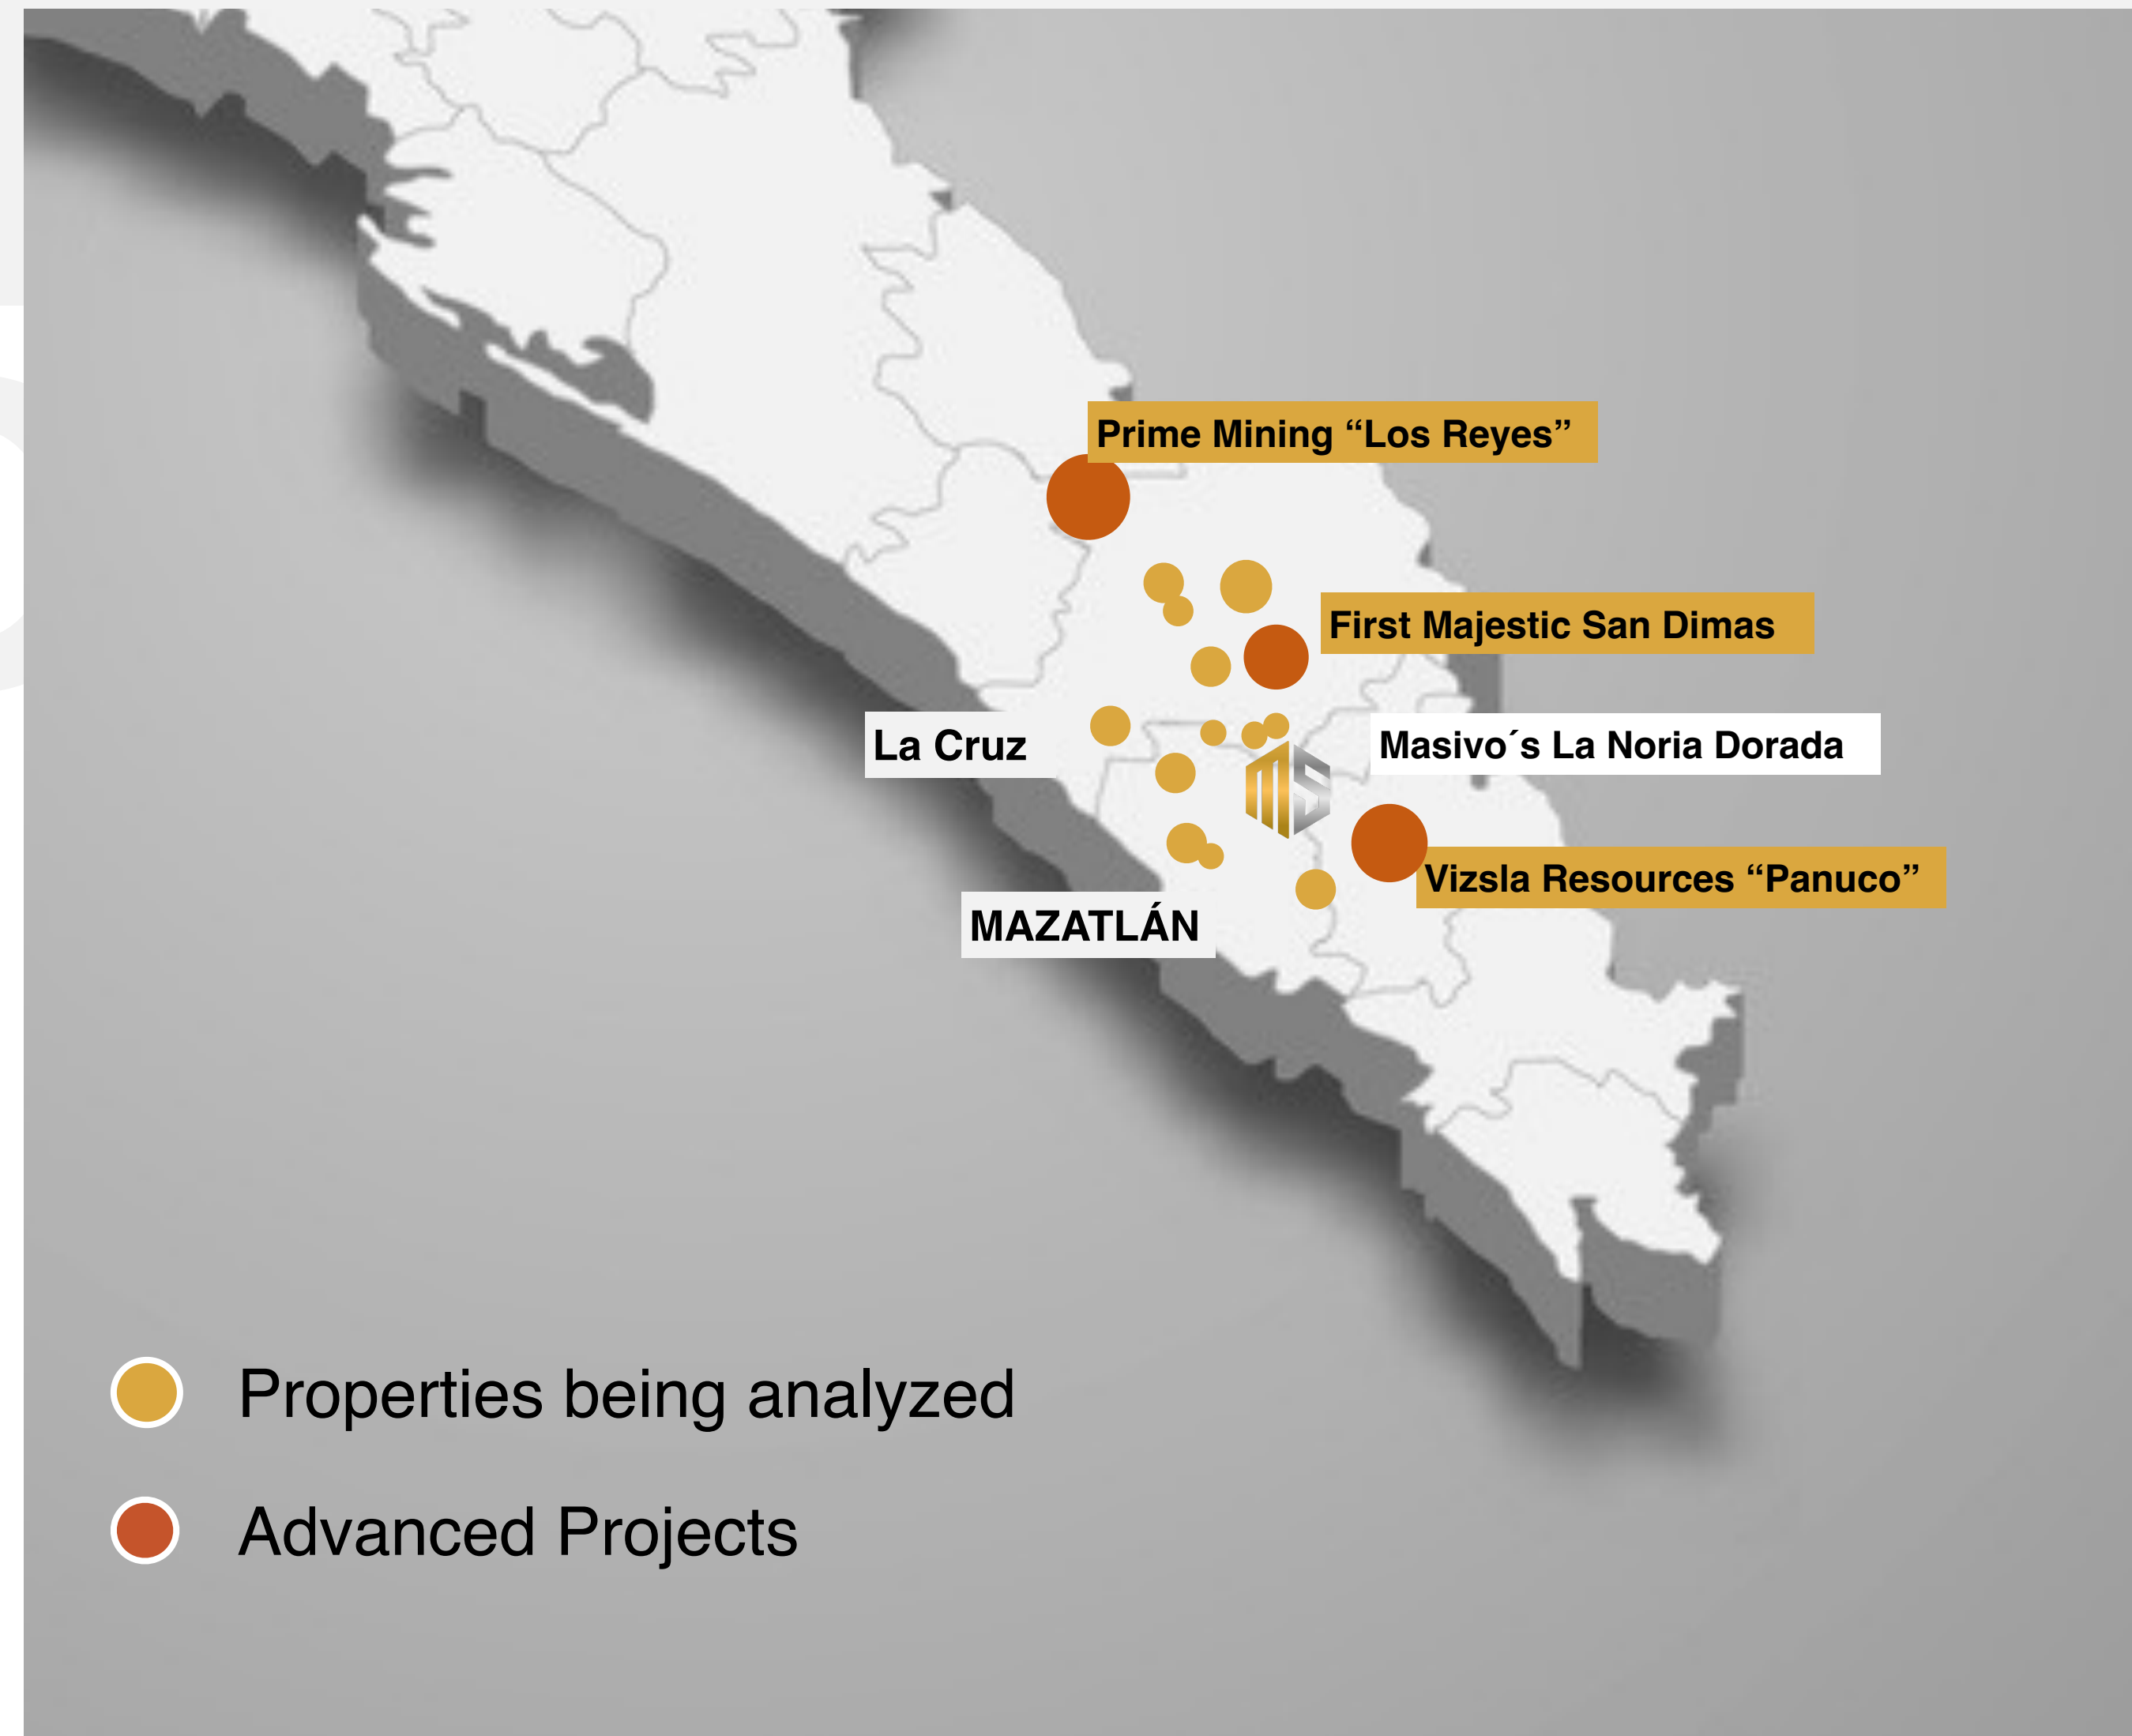 Prime Mining “Los Reyes”
First Majestic San Dimas
La Cruz
Masivo´s La Noria Dorada
Vizsla Resources “Panuco”
MAZATLÁN
Properties being analyzed
Advanced Projects